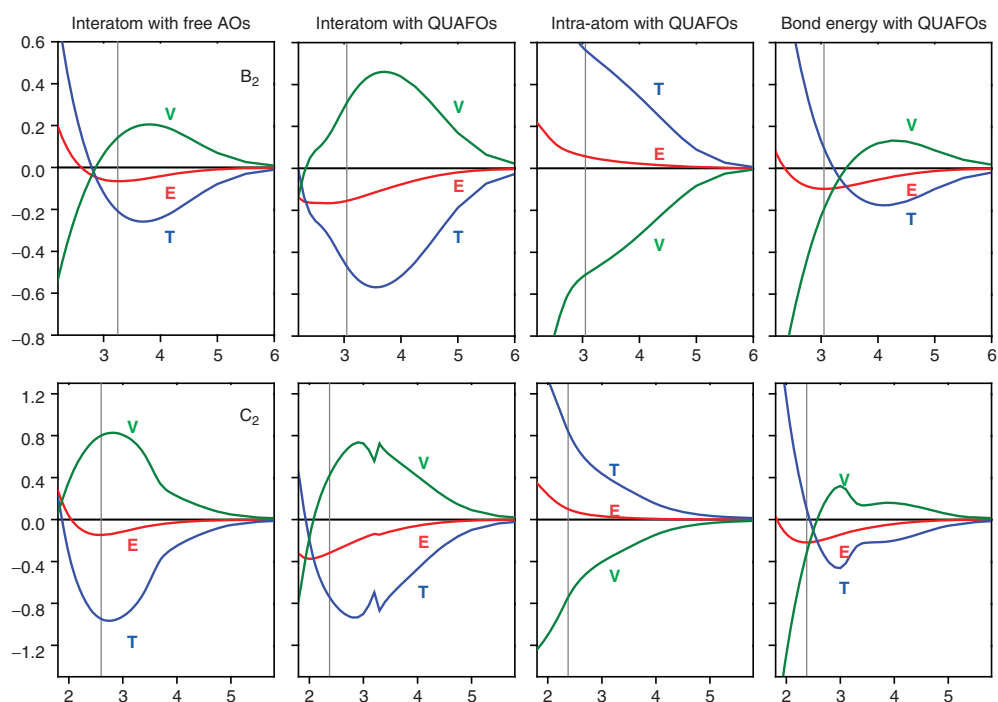 Interatom with free AOs
Interatom with QUAFOs
Intra-atom with QUAFOs
Bond energy with QUAFOs
0.6
0.4
0.2
0.0
−0.2
−0.4
−0.6
−0.8
B2
V
E
T
3
4
5
6
V
E
T
3
4
5
6
T
E
V
3
4
5
6
V
E
T
3
4
5
6
1.2
0.8
0.4
0.0
−0.4
−0.8
−1.2
C2
V
E
T
2
3
4
5
V
E
T
2
3
4
5
T
E
V
2
3
4
5
V
E
T
2
3
4
5